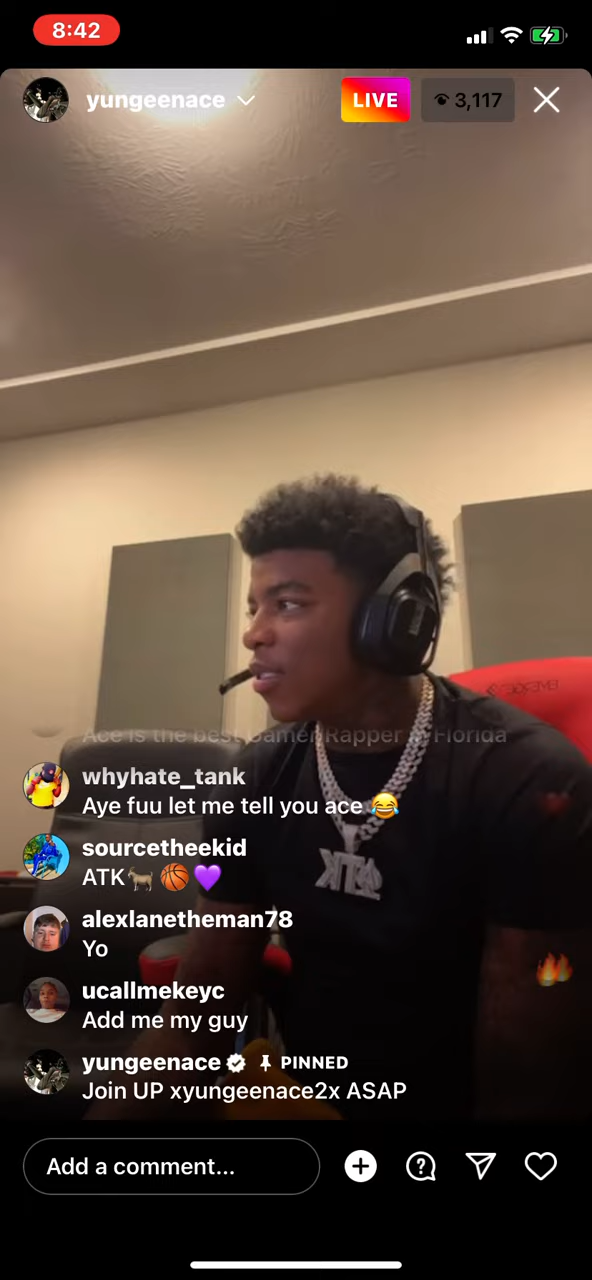 8:42
yungeenace
LIVE
3,117
Ace is the best Gamer Rapper in Florida
whyhate_tank
Aye fuu let me tell you ace 😂
sourcetheekid
ATK🐐 🏀 💜
alexlanetheman78
Yo
ucallmekeyc
Add me my guy
yungeenace PINNED
Join UP xyungeenace2x ASAP
Add a comment...